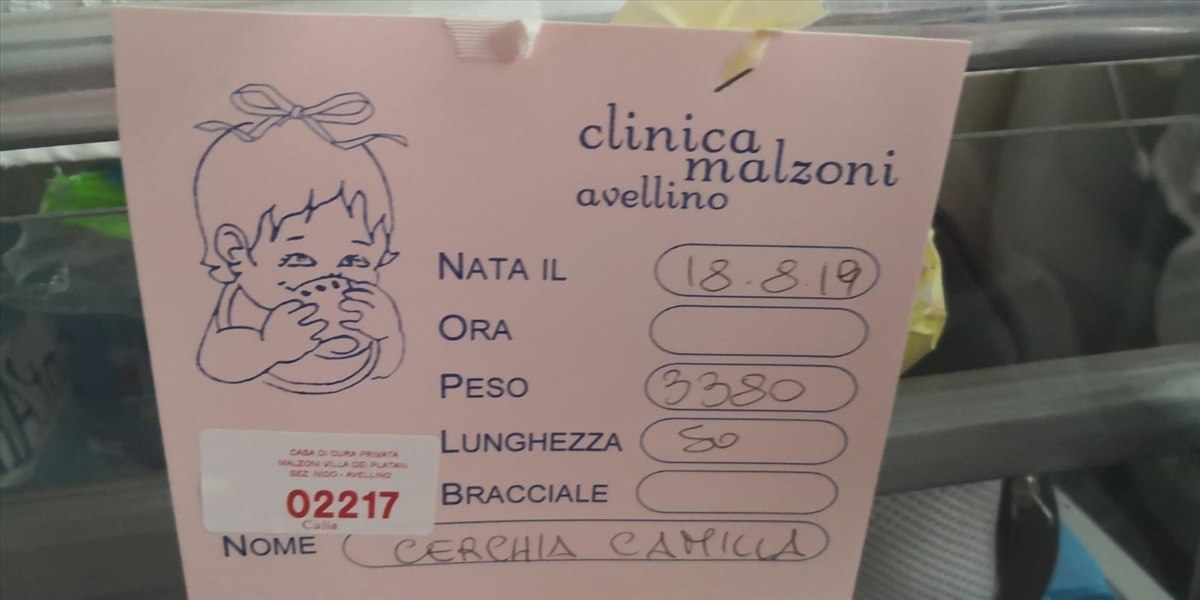 clinica
malzoni
avellino
NATA IL 18.8.19
ORA
PESO 3380
LUNGHEZZA 50
BRACCIALE
CASA DI CURA PRIVATA
MALZONI VILLA DEI PLATANI
SEZ. NIDO - AVELLINO
02217
Culla
NOME CERCHIA CAMILLA